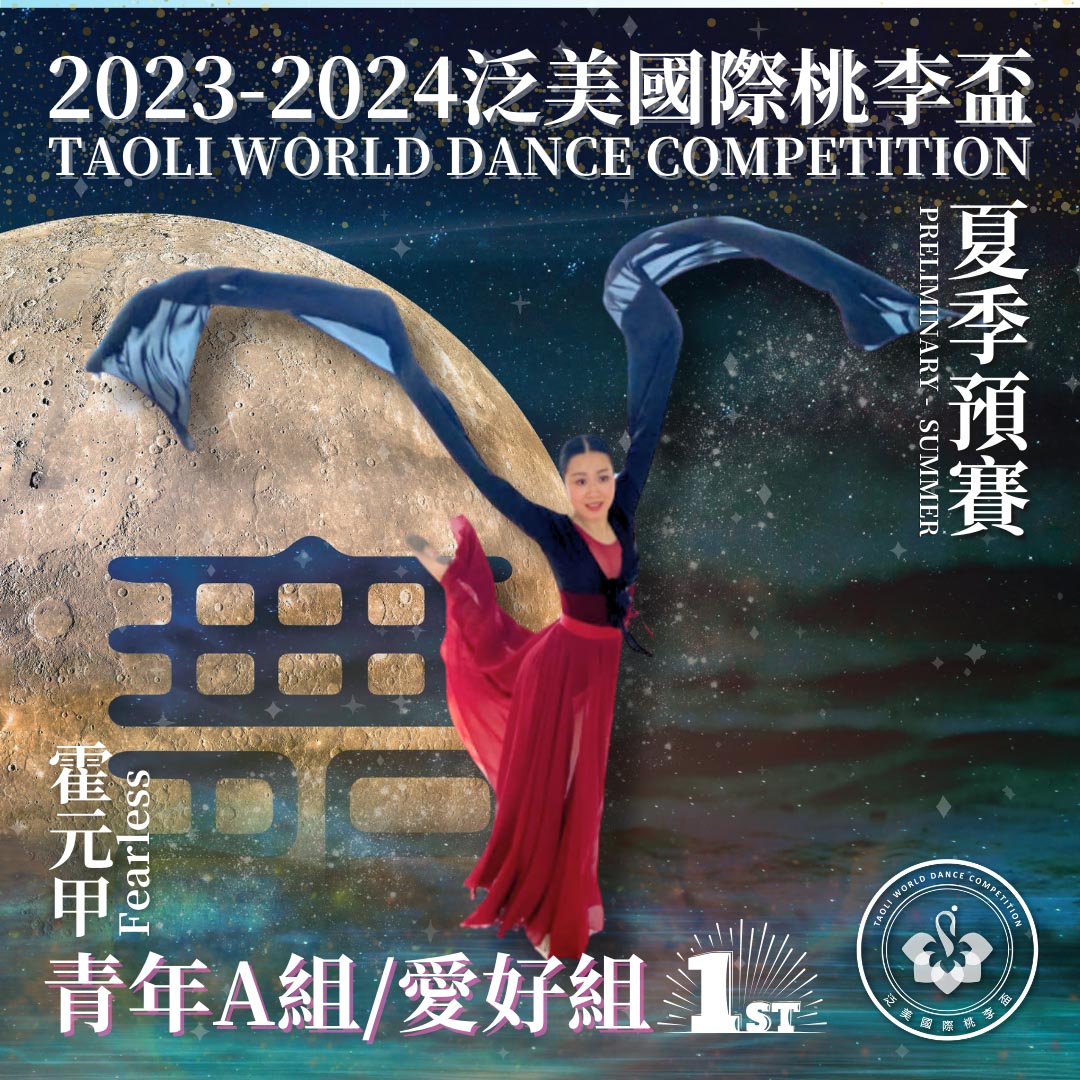 2023-2024泛美國際桃李盃
TAOLI WORLD DANCE COMPETITION
夏季預賽
PRELIMINARY - SUMMER
霍元甲
Fearless
青年A組/愛好組
1ST
TAOLI WORLD DANCE COMPETITION
泛美國際桃李盃